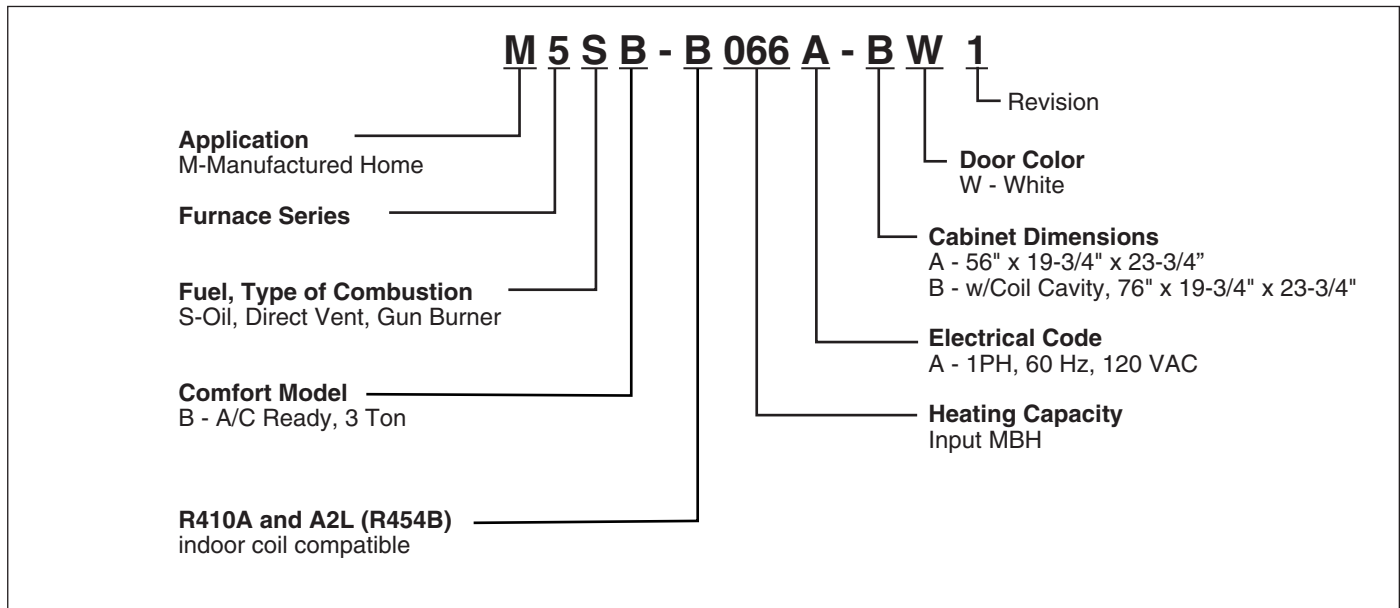 M 5 S B - B 066 A - B W 1
Revision
Application
M-Manufactured Home
Door Color
W - White
Furnace Series
Cabinet Dimensions
A - 56" x 19-3/4" x 23-3/4”
B - w/Coil Cavity, 76" x 19-3/4" x 23-3/4"
Fuel, Type of Combustion
S-Oil, Direct Vent, Gun Burner
Electrical Code
A - 1PH, 60 Hz, 120 VAC
Comfort Model
B - A/C Ready, 3 Ton
Heating Capacity
Input MBH
R410A and A2L (R454B)
indoor coil compatible